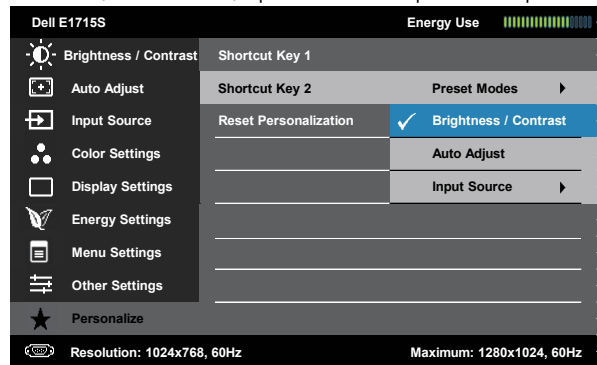 Dell E1715S Energy Use
Brightness / Contrast Shortcut Key 1
Auto Adjust Shortcut Key 2 Preset Modes
Input Source Reset Personalization Brightness / Contrast
Color Settings Auto Adjust
Display Settings Input Source
Energy Settings
Menu Settings
Other Settings
Personalize
Resolution: 1024x768, 60Hz Maximum: 1280x1024, 60Hz